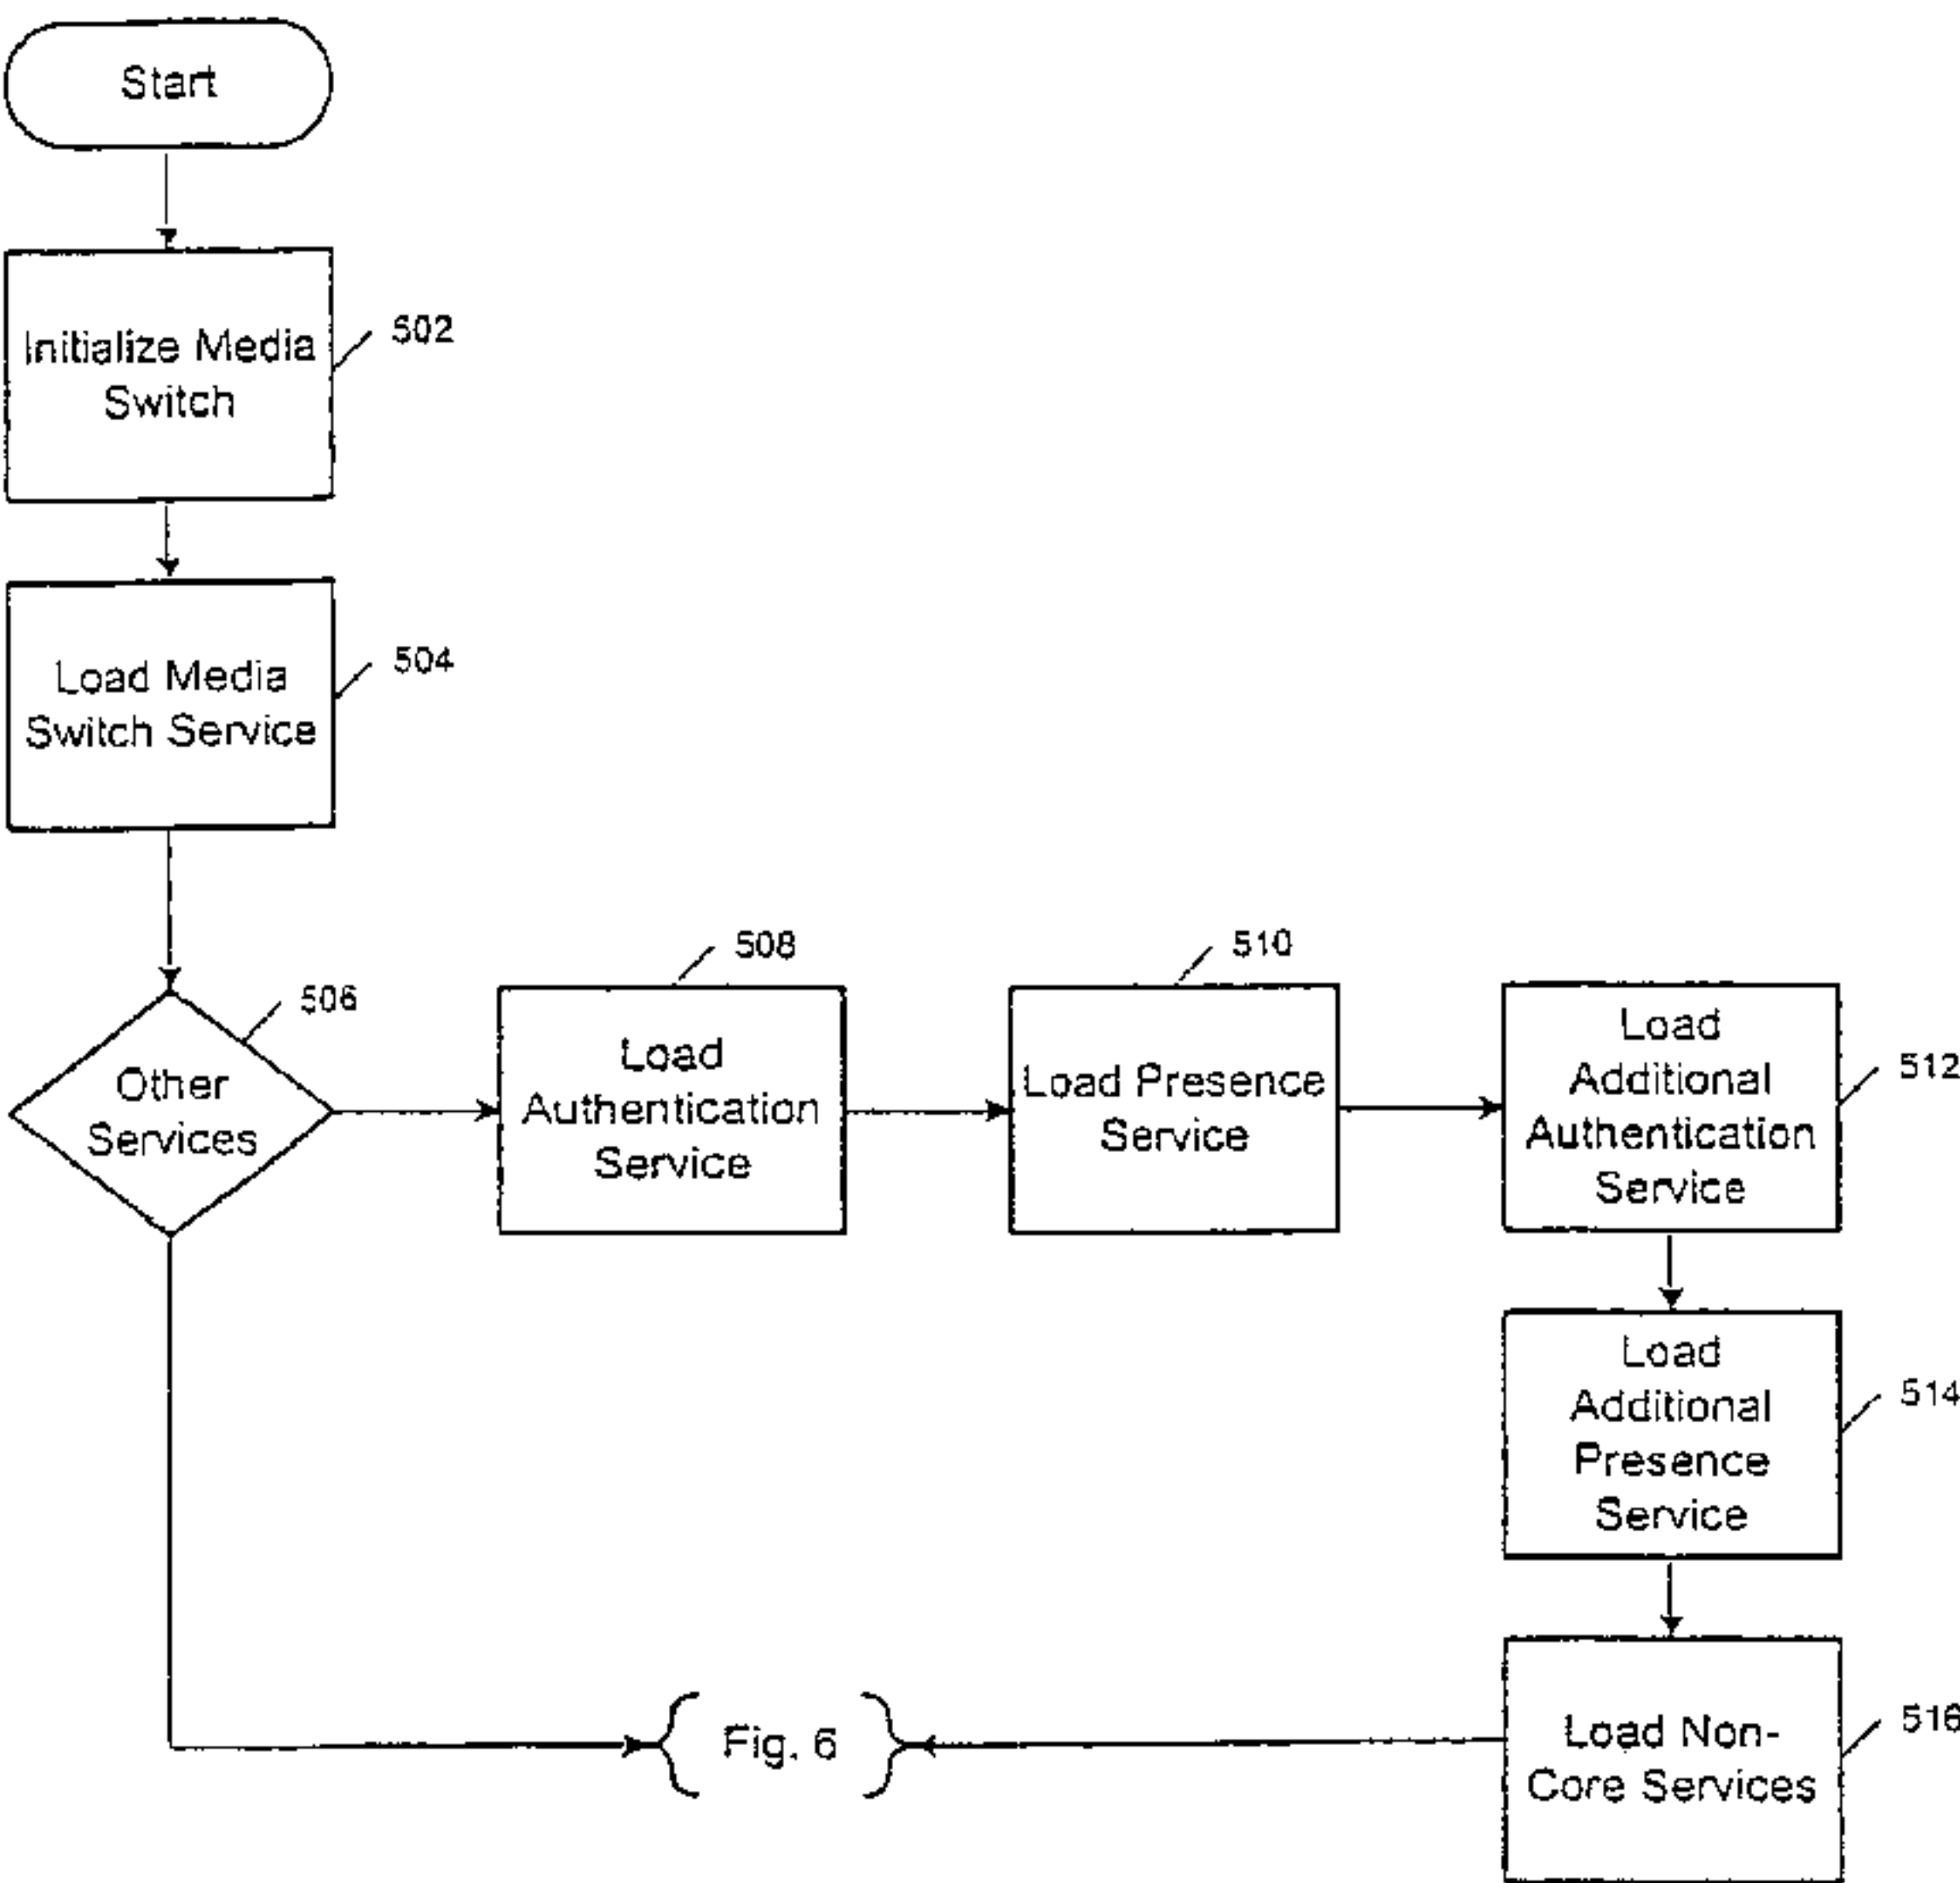 Start
Initialize Media
Switch
502
Load Media
Switch Service
504
Other
Services
506
508
Load
Authentication
Service
510
Load Presence
Service
Load
Additional
Authentication
Service
512
Load
Additional
Presence
Service
514
Load Non-
Core Services
516
Fig. 6